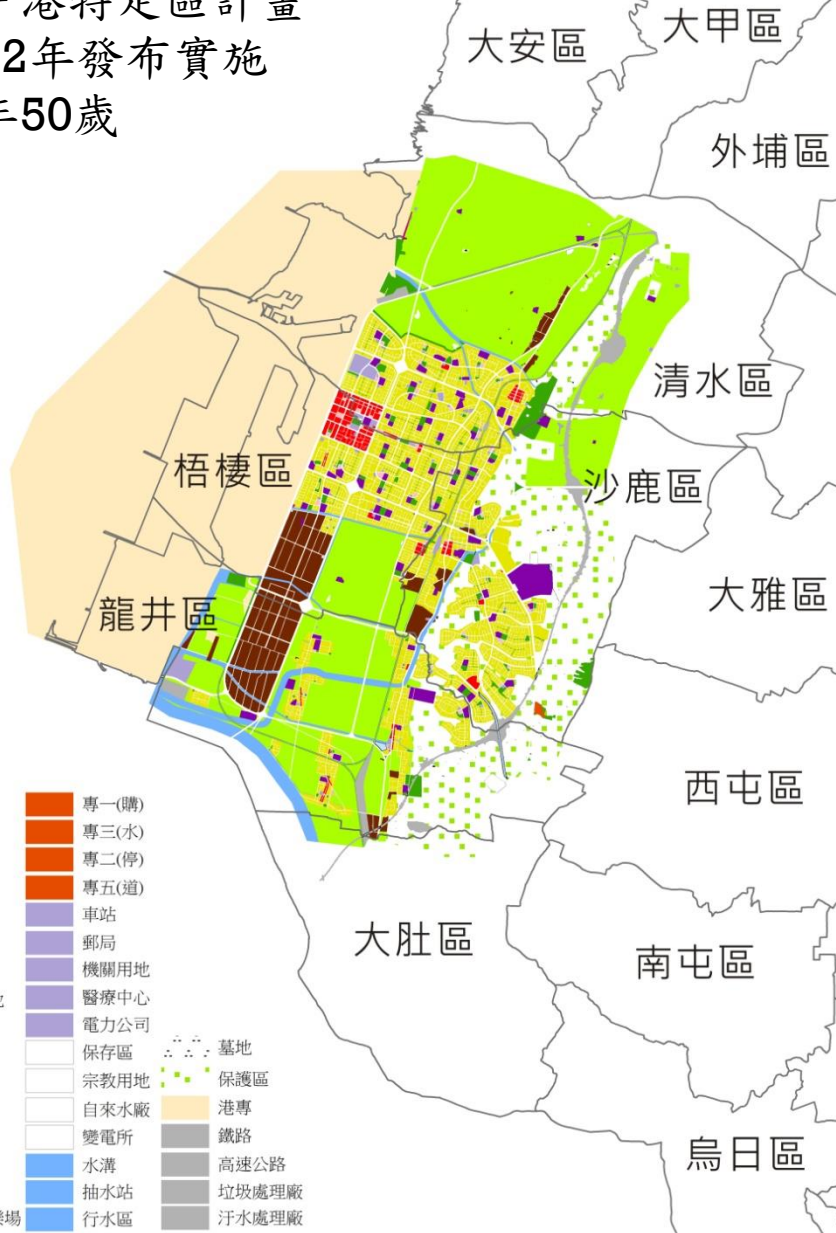 港特定區計畫
2年發布實施
年50歲
大安區
大甲區
外埔區
清水區
梧棲區
沙鹿區
龍井區
大雅區
西屯區
大肚區
南屯區
烏日區
專一(購)
專三(水)
專二(停)
專五(道)
車站
郵局
機關用地
醫療中心
電力公司
保存區
宗教用地
自來水廠
變電所
水溝
抽水站
行水區
墓地
保護區
港專
鐵路
高速公路
垃圾處理廠
汙水處理廠
場